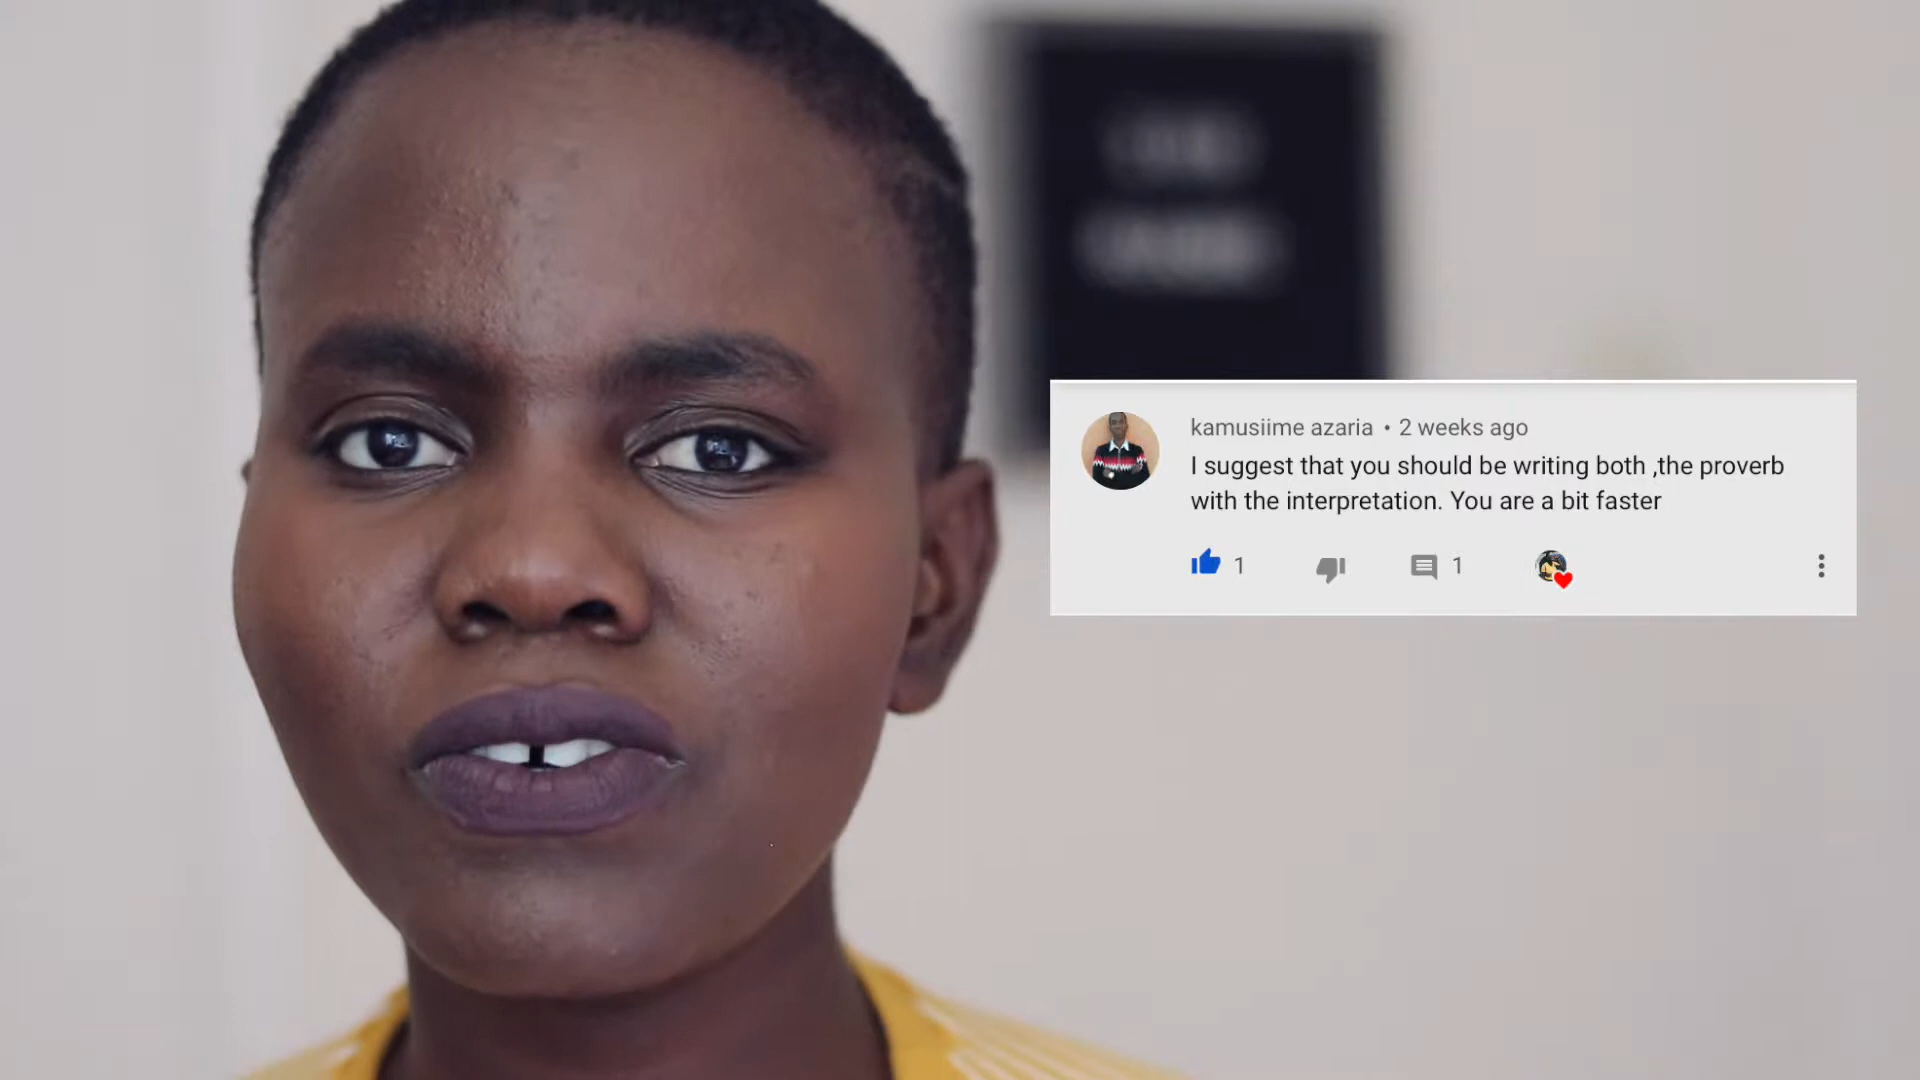 kamusiime azaria • 2 weeks ago
I suggest that you should be writing both ,the proverb
with the interpretation. You are a bit faster
1
1